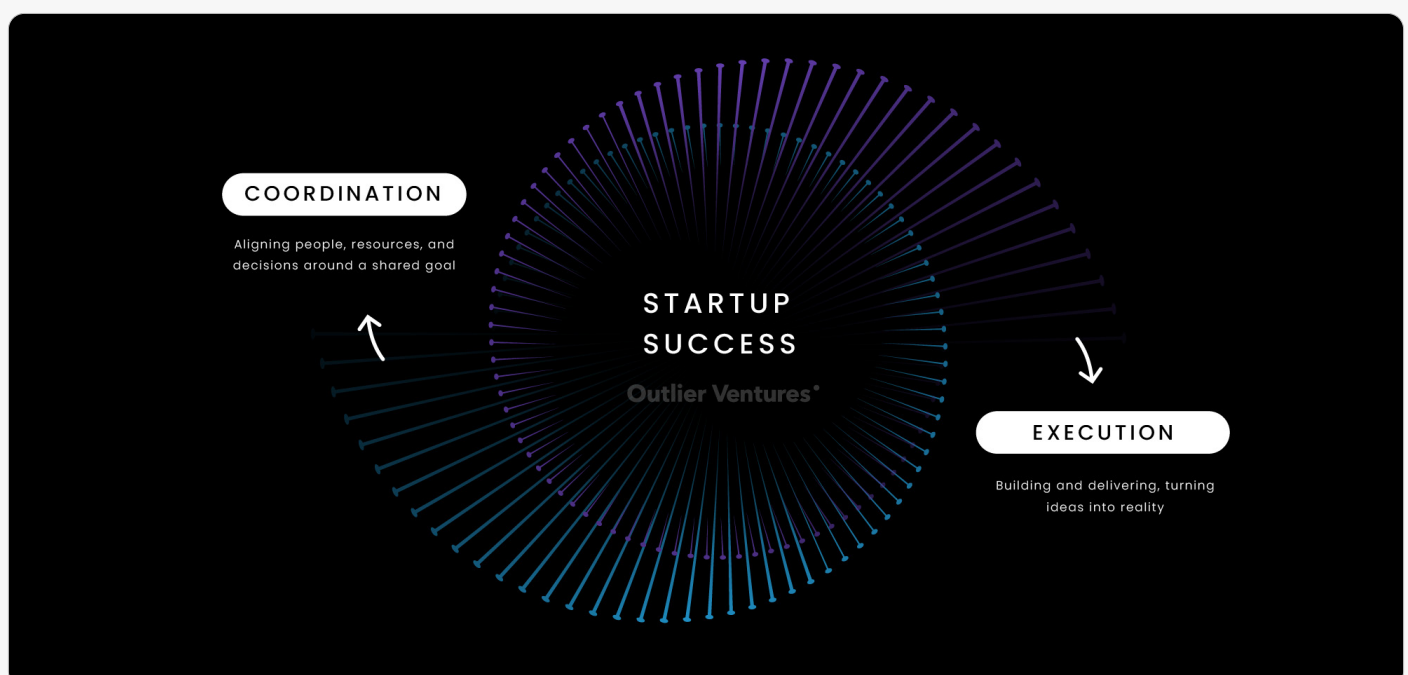 COORDINATION
Aligning people, resources, and
decisions around a shared goal
STARTUP
SUCCESS
Outlier Ventures
EXECUTION
Building and delivering, turning
ideas into reality